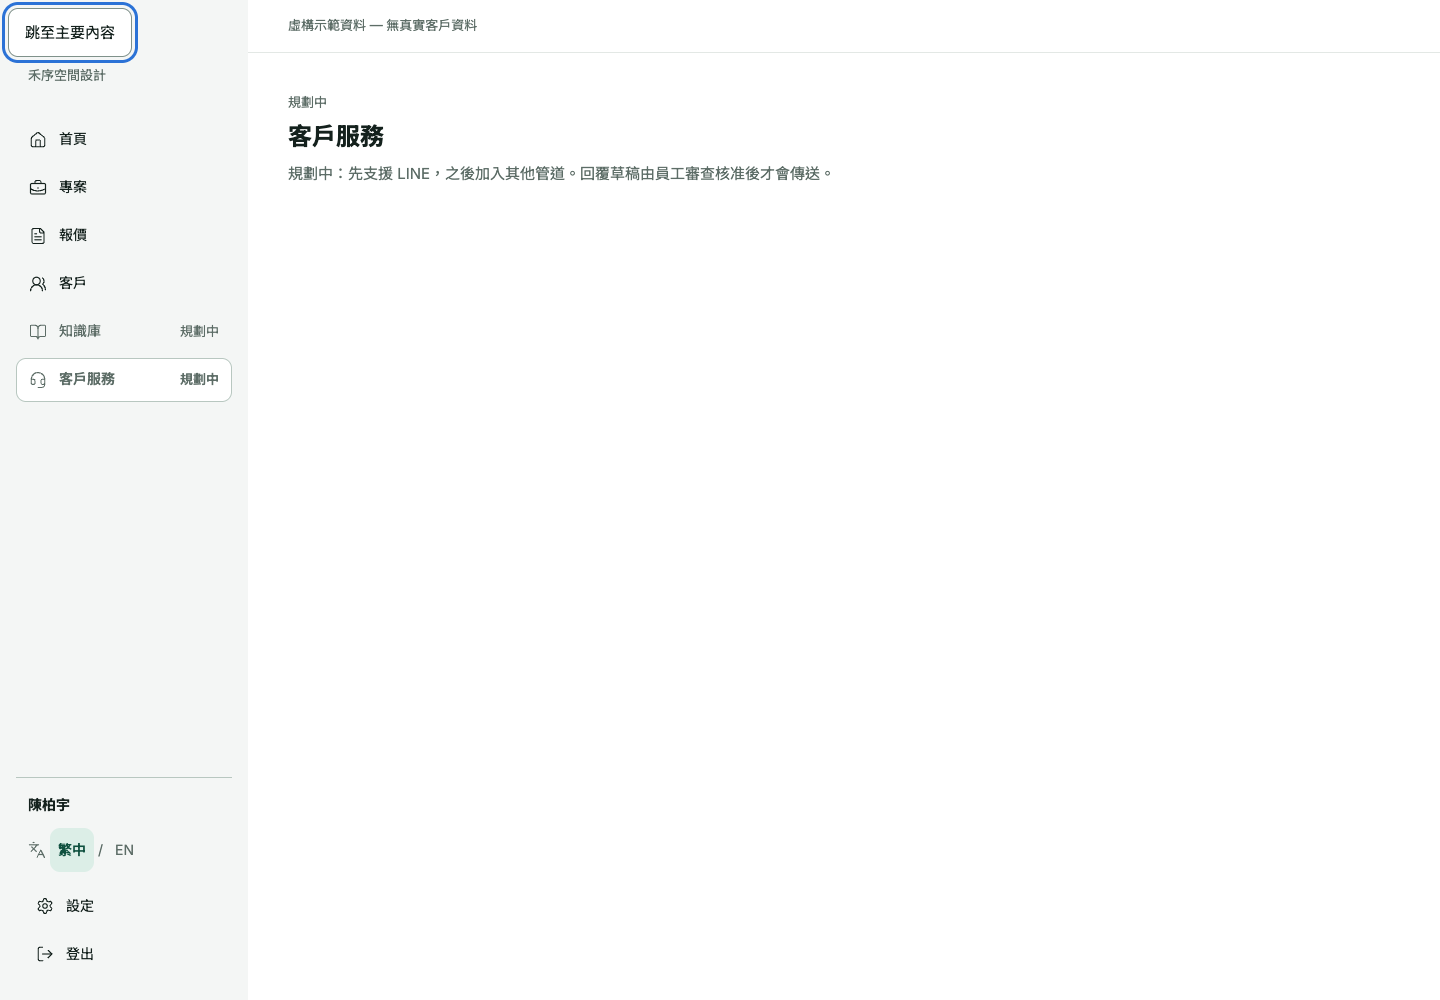 跳至主要內容
禾序空間設計
首頁
專案
報價
客戶
知識庫 規劃中
客戶服務 規劃中
陳柏宇
繁中 / EN
設定
登出
虛構示範資料 — 無真實客戶資料
規劃中
客戶服務
規劃中：先支援 LINE，之後加入其他管道。回覆草稿由員工審查核准後才會傳送。